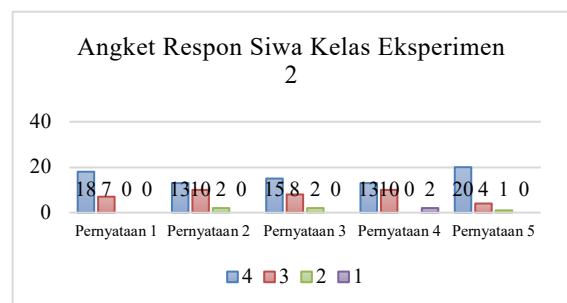 Angket Respon Siwa Kelas Eksperimen
2
40
20
0
18 7 0 0 13 10 2 0 15 8 2 0 13 10 0 2 20 4 1 0
Pernyataan 1 Pernyataan 2 Pernyataan 3 Pernyataan 4 Pernyataan 5
4 3 2 1